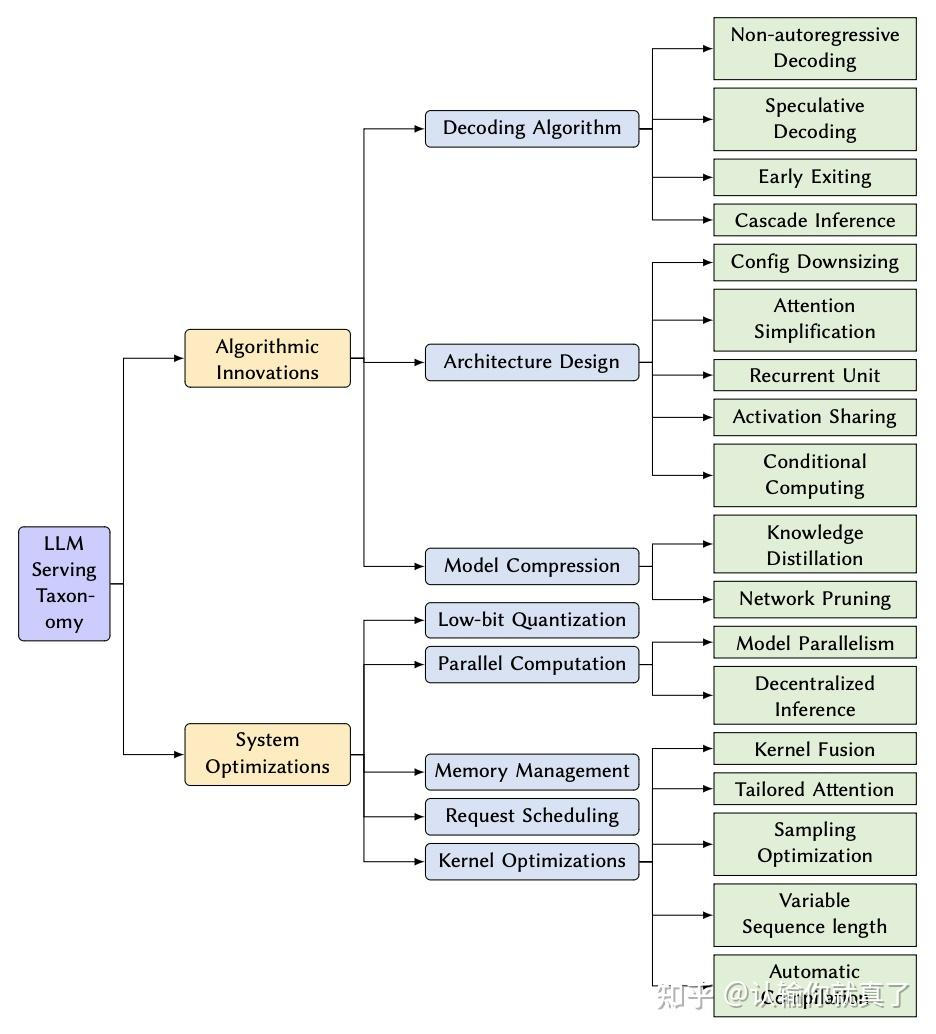 LLM
Serving
Taxon-
omy
Algorithmic
Innovations
System
Optimizations
Decoding Algorithm
Architecture Design
Model Compression
Low-bit Quantization
Parallel Computation
Memory Management
Request Scheduling
Kernel Optimizations
Non-autoregressive
Decoding
Speculative
Decoding
Early Exiting
Cascade Inference
Config Downsizing
Attention
Simplification
Recurrent Unit
Activation Sharing
Conditional
Computing
Knowledge
Distillation
Network Pruning
Model Parallelism
Decentralized
Inference
Kernel Fusion
Tailored Attention
Sampling
Optimization
Variable
Sequence length
Automatic
Compilation
知乎 @认输你就真了